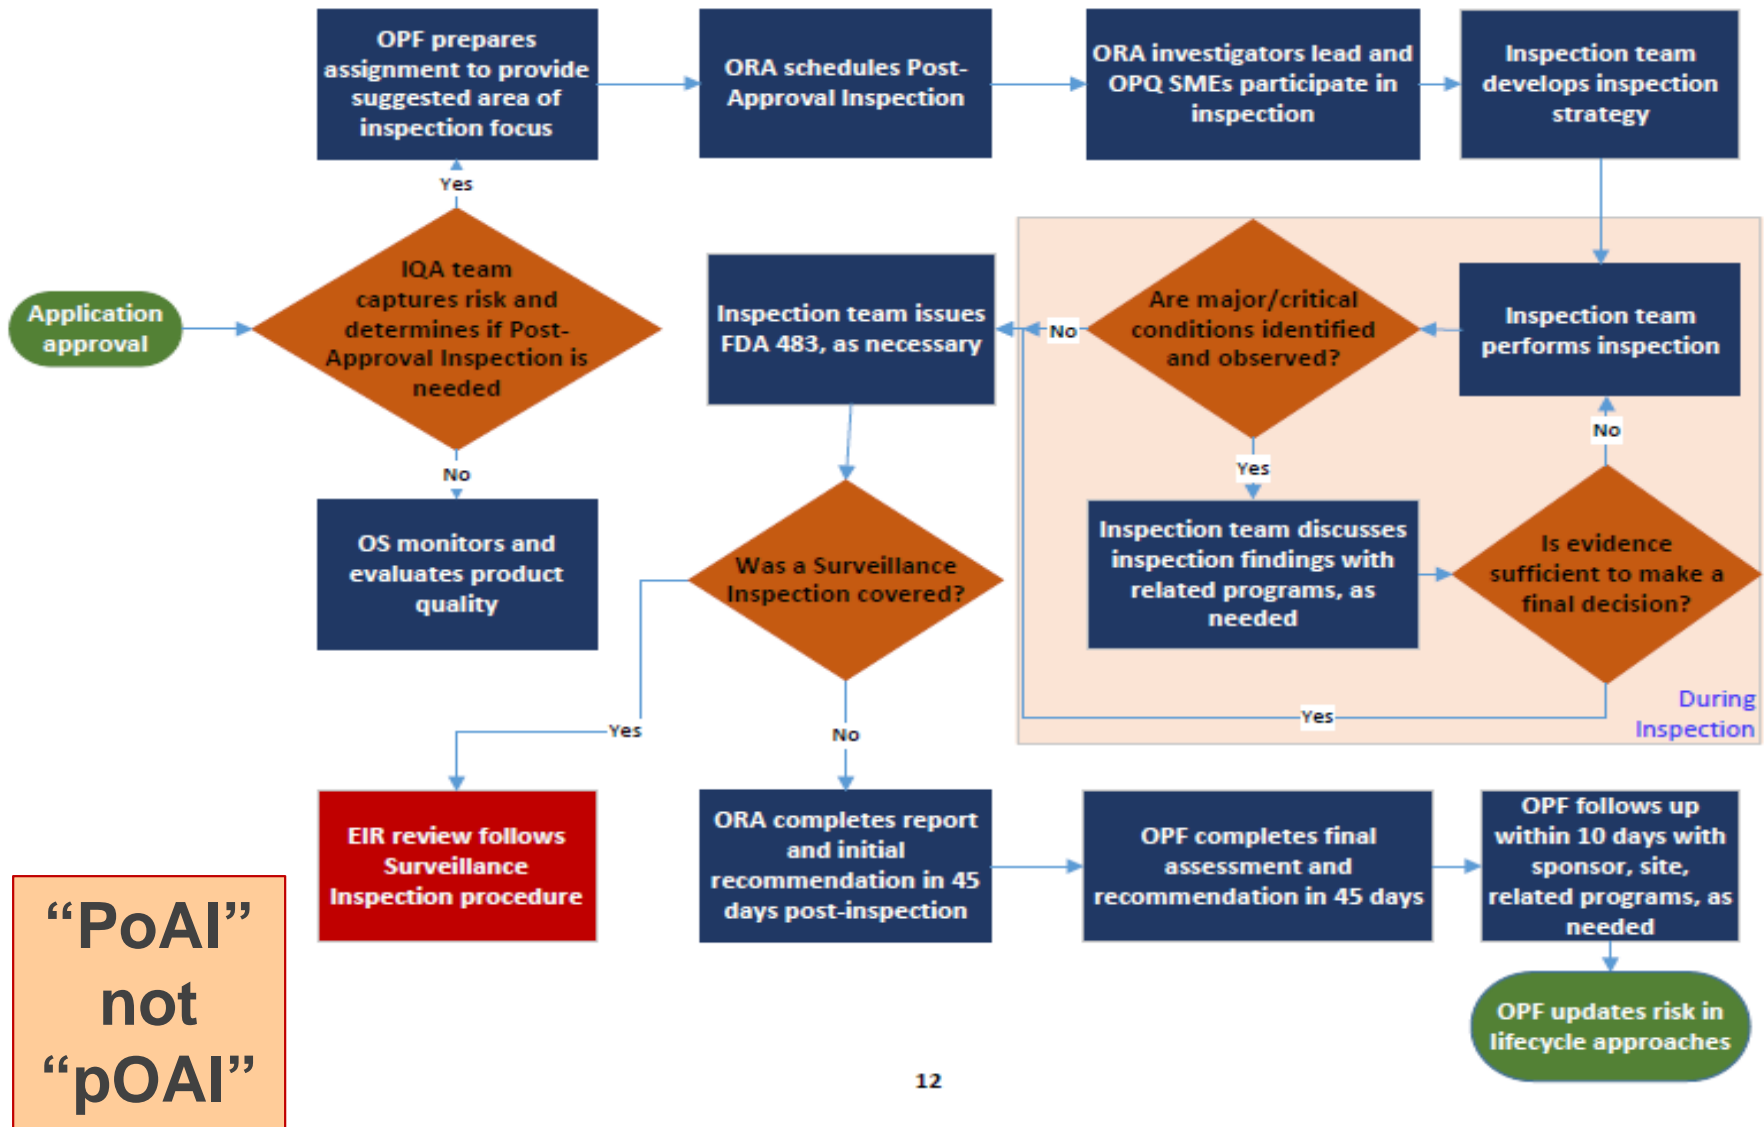 OPF prepares
assignment to provide
suggested area of
inspection focus
ORA schedules Post-
Approval Inspection
ORA investigators lead and
OPQ SMEs participate in
inspection
Inspection team
develops inspection
strategy
Yes
Application
approval
IQA team
captures risk and
determines if Post-
Approval Inspection is
needed
No
OS monitors and
evaluates product
quality
Inspection team issues
FDA 483, as necessary
No
Are major/critical
conditions identified
and observed?
Inspection team
performs inspection
No
Yes
Inspection team discusses
inspection findings with
related programs, as
needed
Is evidence
sufficient to make a
final decision?
Yes
During
Inspection
Was a Surveillance
Inspection covered?
Yes
No
EIR review follows
Surveillance
Inspection procedure
ORA completes report
and initial
recommendation in 45
days post-inspection
OPF completes final
assessment and
recommendation in 45 days
OPF follows up
within 10 days with
sponsor, site,
related programs, as
needed
OPF updates risk in
lifecycle approaches
“PoAI”
not
“pOAI”
12